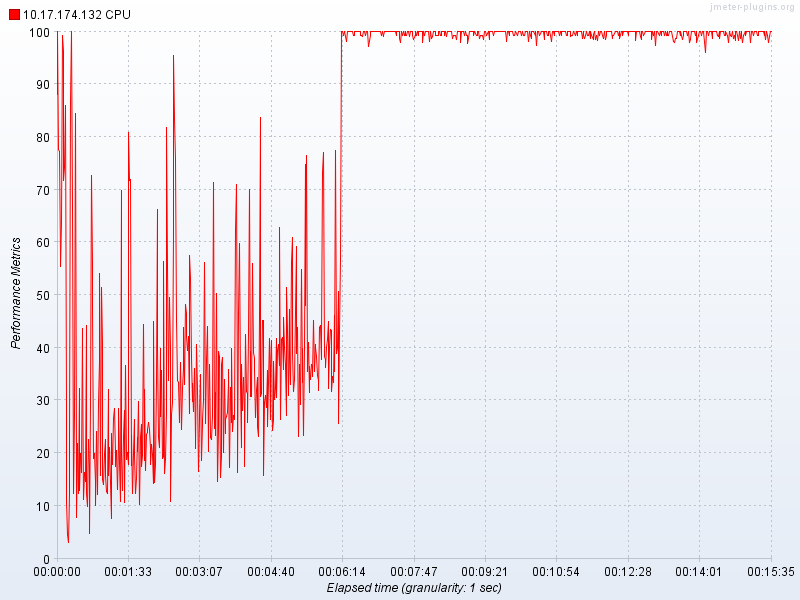 jmeter-plugins.org
10.17.174.132 CPU
100
90
80
70
60
50
40
30
20
10
0
Performance Metrics
00:00:00 00:01:33 00:03:07 00:04:40 00:06:14 00:07:47 00:09:21 00:10:54 00:12:28 00:14:01 00:15:35
Elapsed time (granularity: 1 sec)